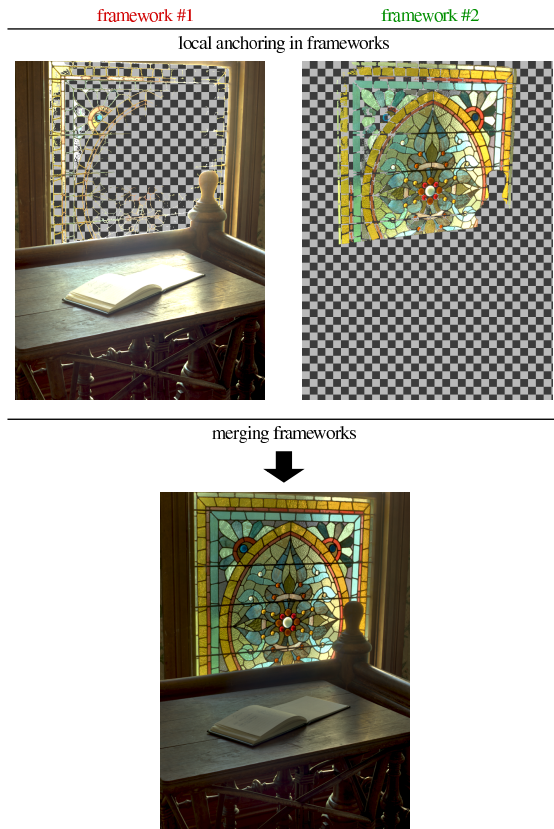 framework #1
framework #2
local anchoring in frameworks
merging frameworks